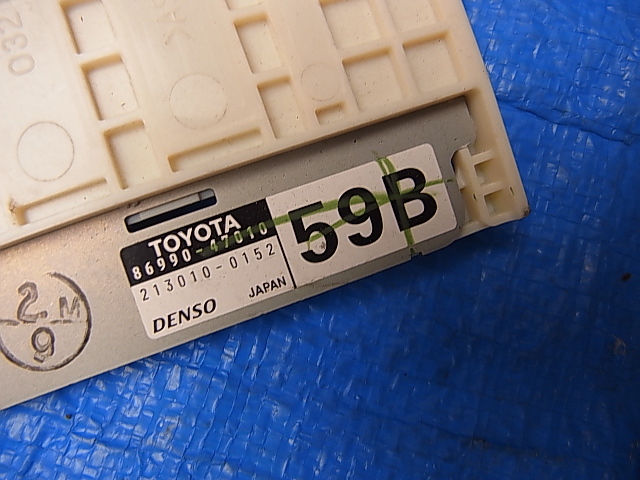 032
TOYOTA
86990-47010
213010-0152
DENSO
JAPAN
59B
2 M
9